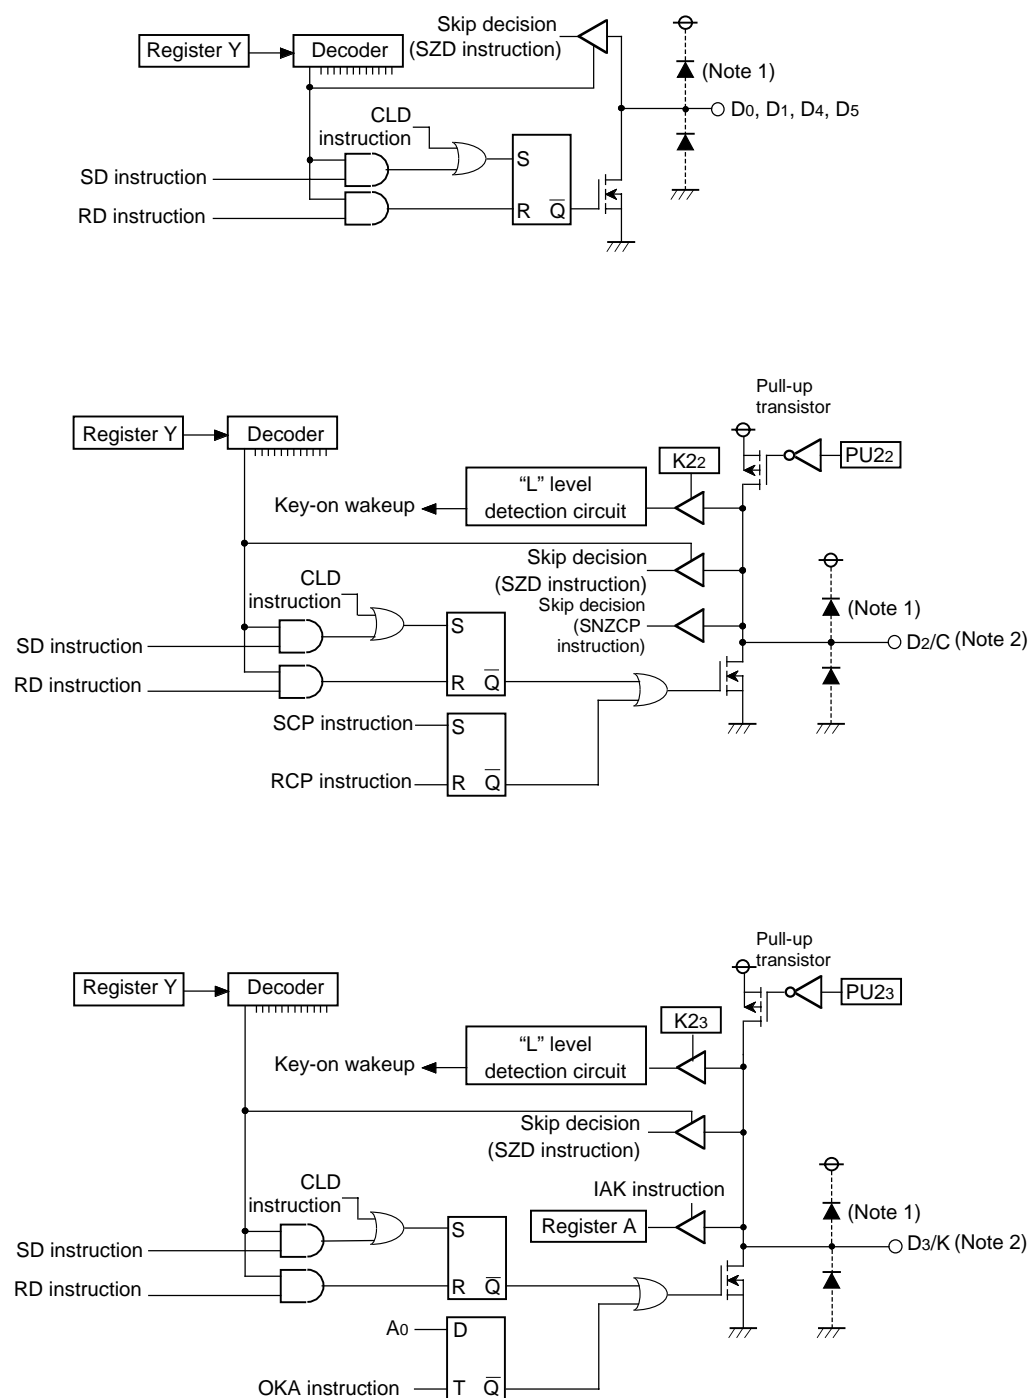 Register Y
Decoder
Skip decision
(SZD instruction)
(Note 1)
D0, D1, D4, D5
CLD
instruction
SD instruction
RD instruction
S
R
Q
Pull-up
transistor
Register Y
Decoder
K22
PU22
Key-on wakeup
“L” level
detection circuit
Skip decision
(SZD instruction)
CLD
instruction
Skip decision
(SNZCP
instruction)
(Note 1)
D2/C (Note 2)
SD instruction
RD instruction
S
R
Q
SCP instruction
RCP instruction
S
R
Q
Pull-up
transistor
Register Y
Decoder
K23
PU23
Key-on wakeup
“L” level
detection circuit
Skip decision
(SZD instruction)
CLD
instruction
IAK instruction
Register A
(Note 1)
D3/K (Note 2)
SD instruction
RD instruction
S
R
Q
A0
OKA instruction
D
T
Q